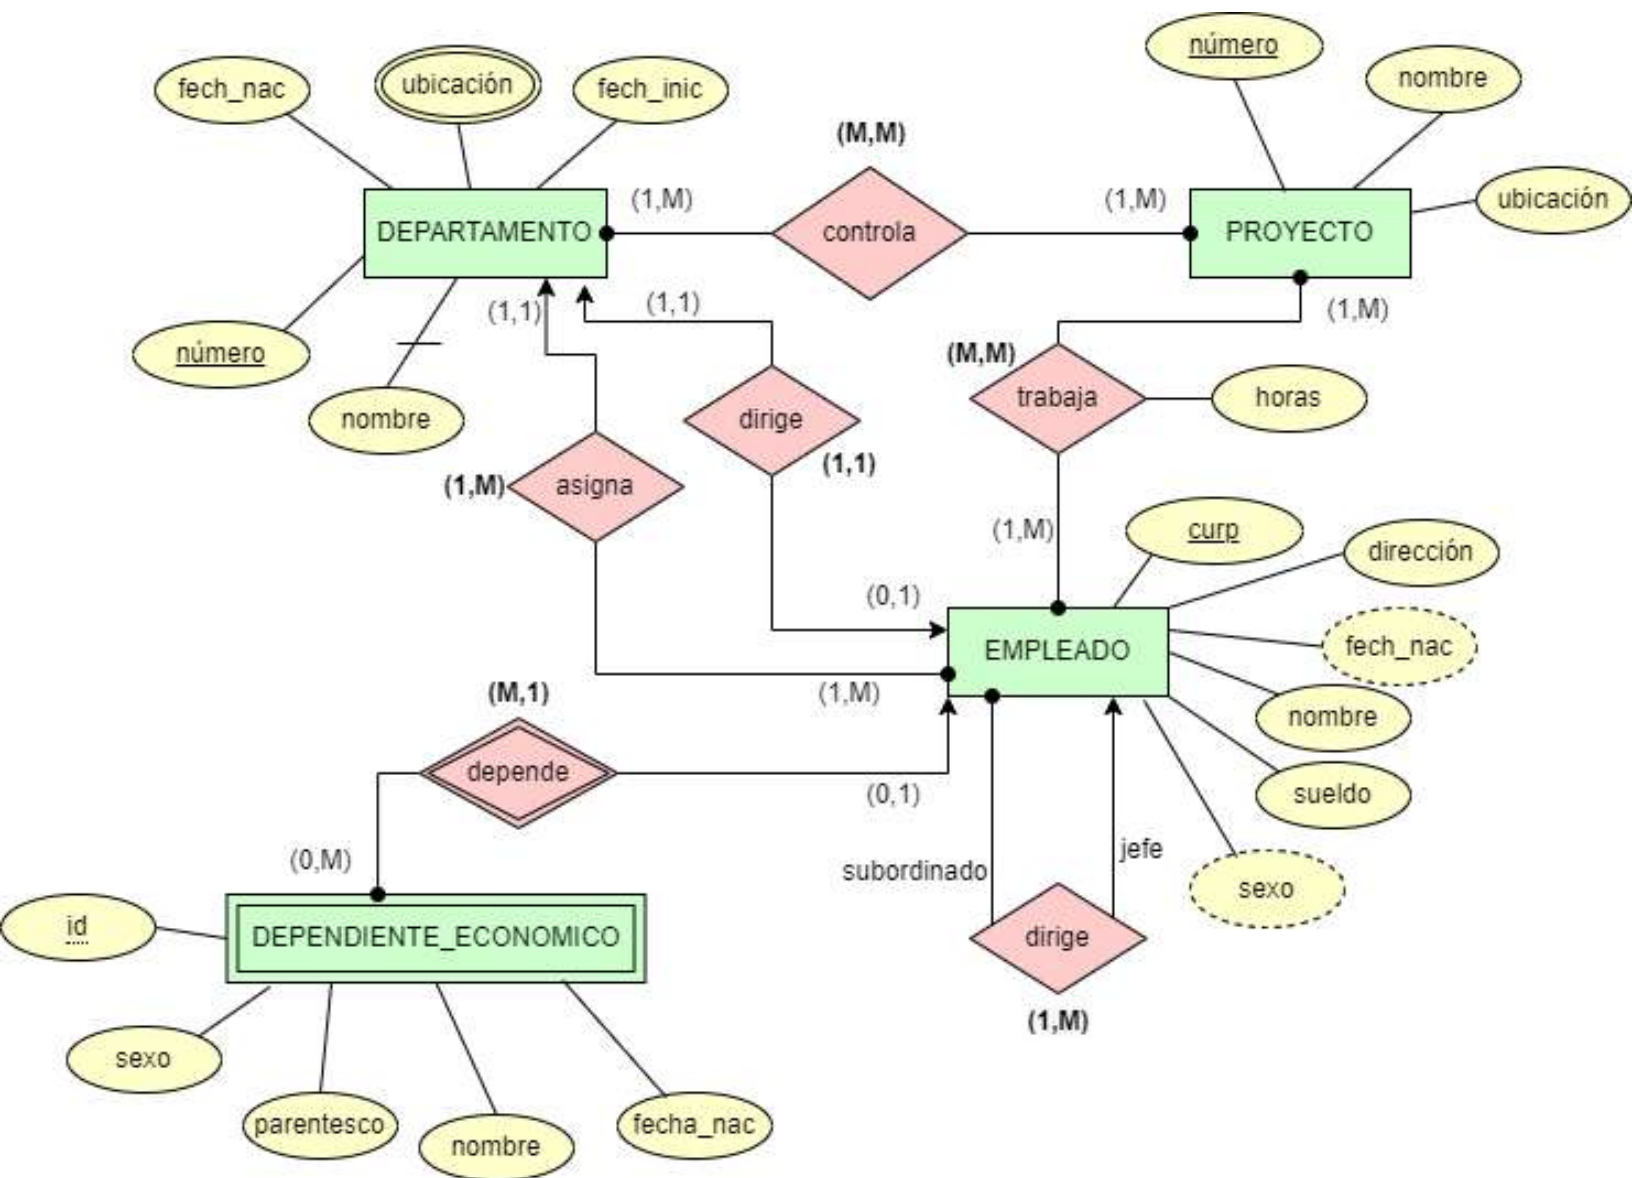 número
nombre
ubicación
fech_nac
ubicación
fech_inic
(M,M)
(1,M)
(1,M)
DEPARTAMENTO
controla
PROYECTO
(1,1)
(1,1)
(1,M)
número
nombre
(M,M)
trabaja
horas
dirige
(1,1)
(1,M)
asigna
(1,M)
curp
dirección
(0,1)
EMPLEADO
fech_nac
nombre
(1,M)
(M,1)
depende
(0,1)
sueldo
subordinado
jefe
sexo
(0,M)
id
DEPENDIENTE_ECONOMICO
dirige
(1,M)
sexo
parentesco
nombre
fecha_nac